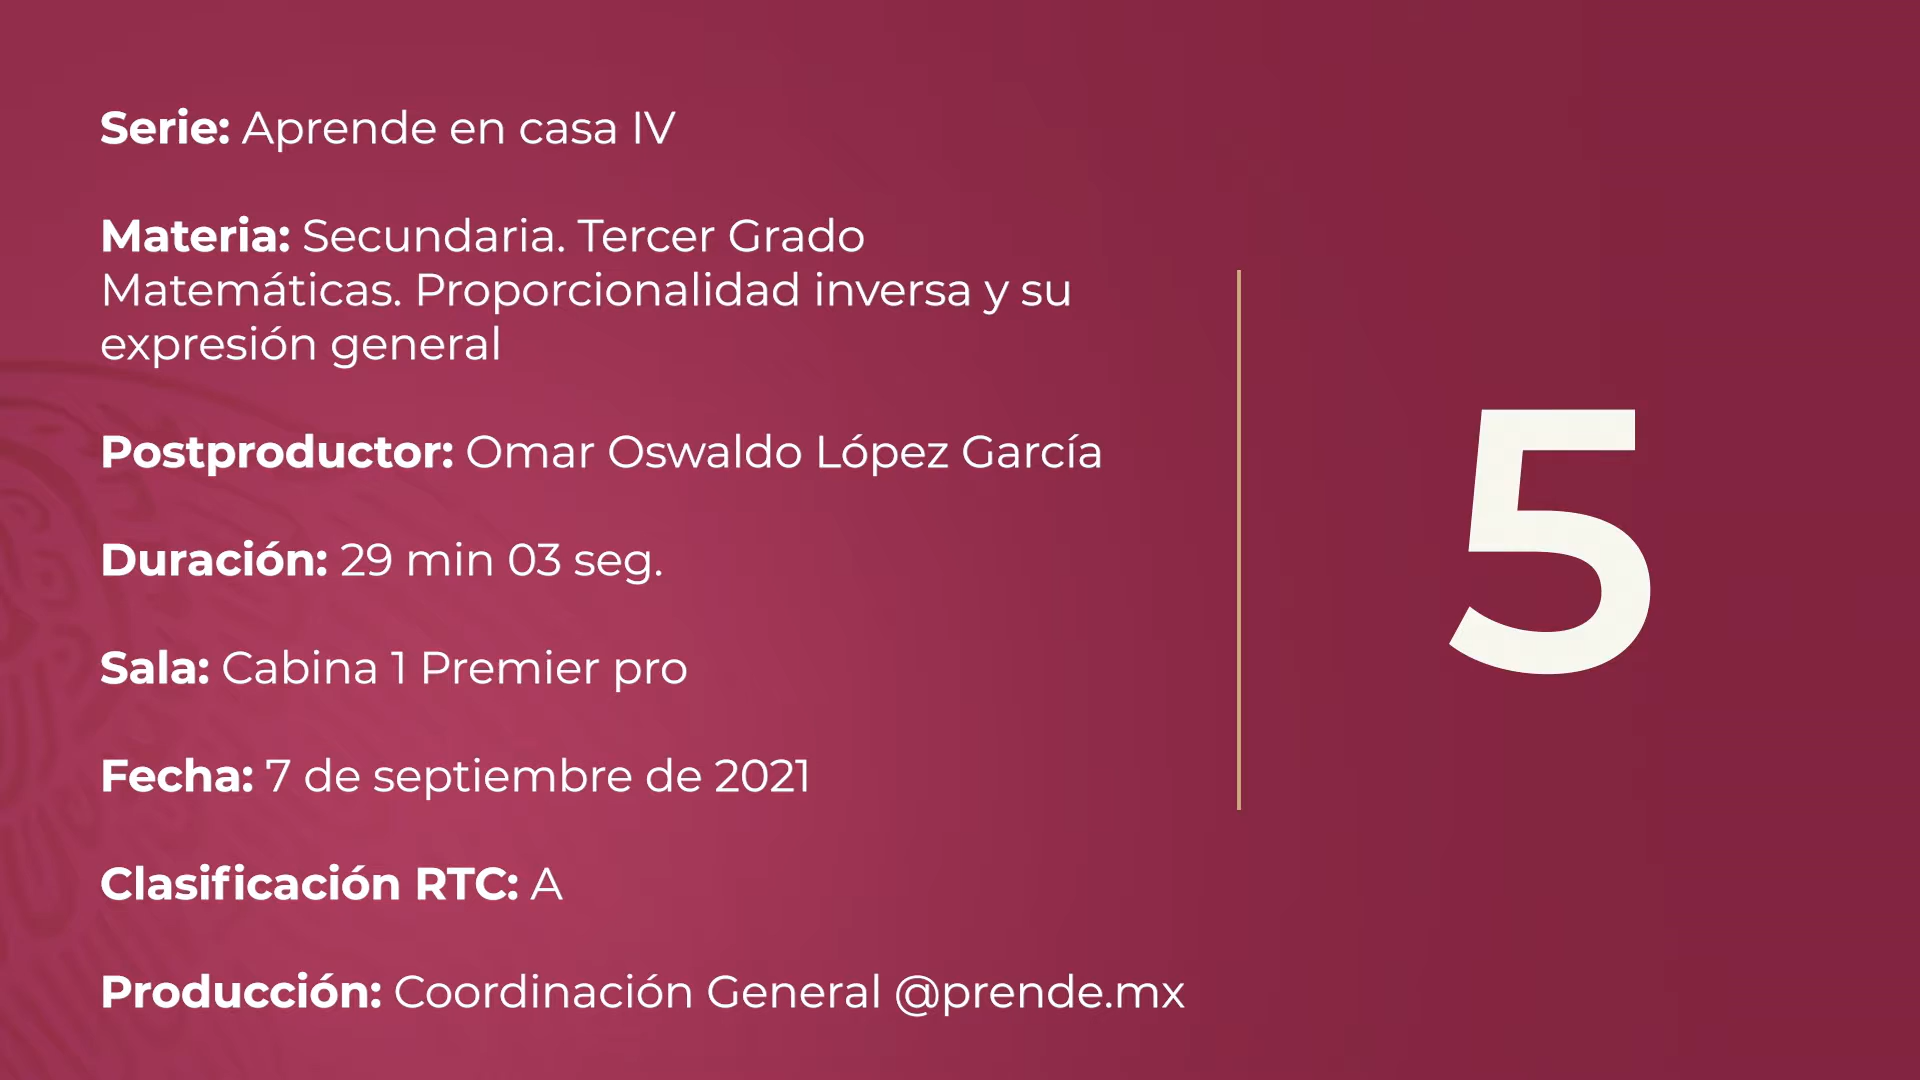 Serie: Aprende en casa IV
Materia: Secundaria. Tercer Grado
Matemáticas. Proporcionalidad inversa y su
expresión general
Postproductor: Omar Oswaldo López García
Duración: 29 min 03 seg.
Sala: Cabina 1 Premier pro
Fecha: 7 de septiembre de 2021
Clasificación RTC: A
Producción: Coordinación General @prende.mx
5